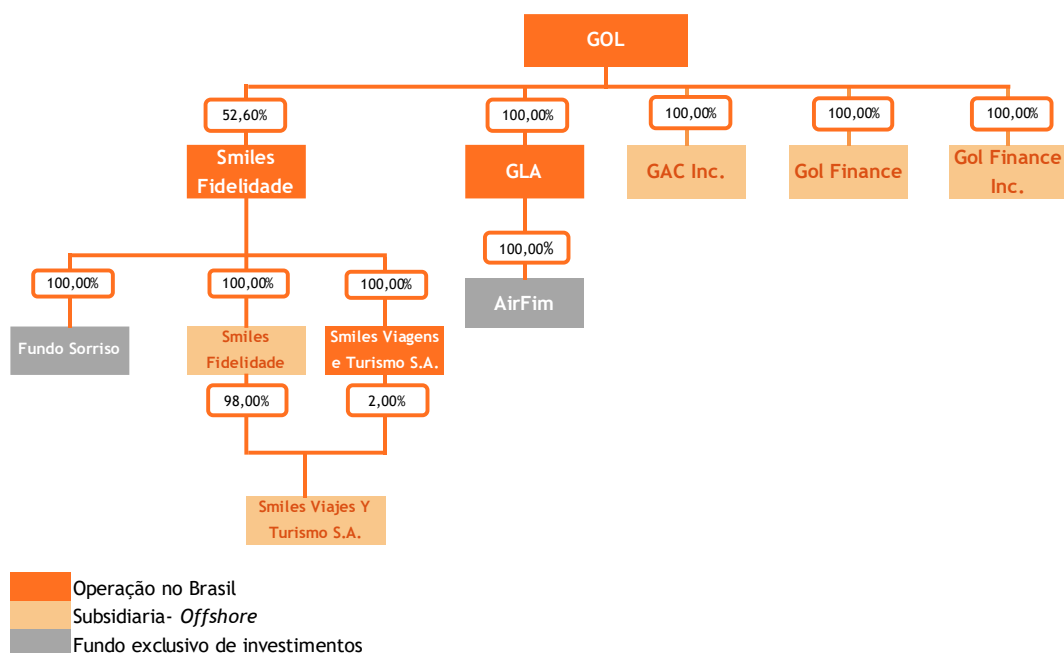 GOL
52,60%
100,00%
100,00%
100,00%
100,00%
Smiles
Fidelidade
GLA
GAC Inc.
Gol Finance
Gol Finance
Inc.
100,00%
100,00%
100,00%
100,00%
Fundo Sorriso
Smiles
Fidelidade
Smiles Viagens
e Turismo S.A.
AirFim
98,00%
2,00%
Smiles Viajes Y
Turismo S.A.
Operação no Brasil
Subsidiaria- Offshore
Fundo exclusivo de investimentos